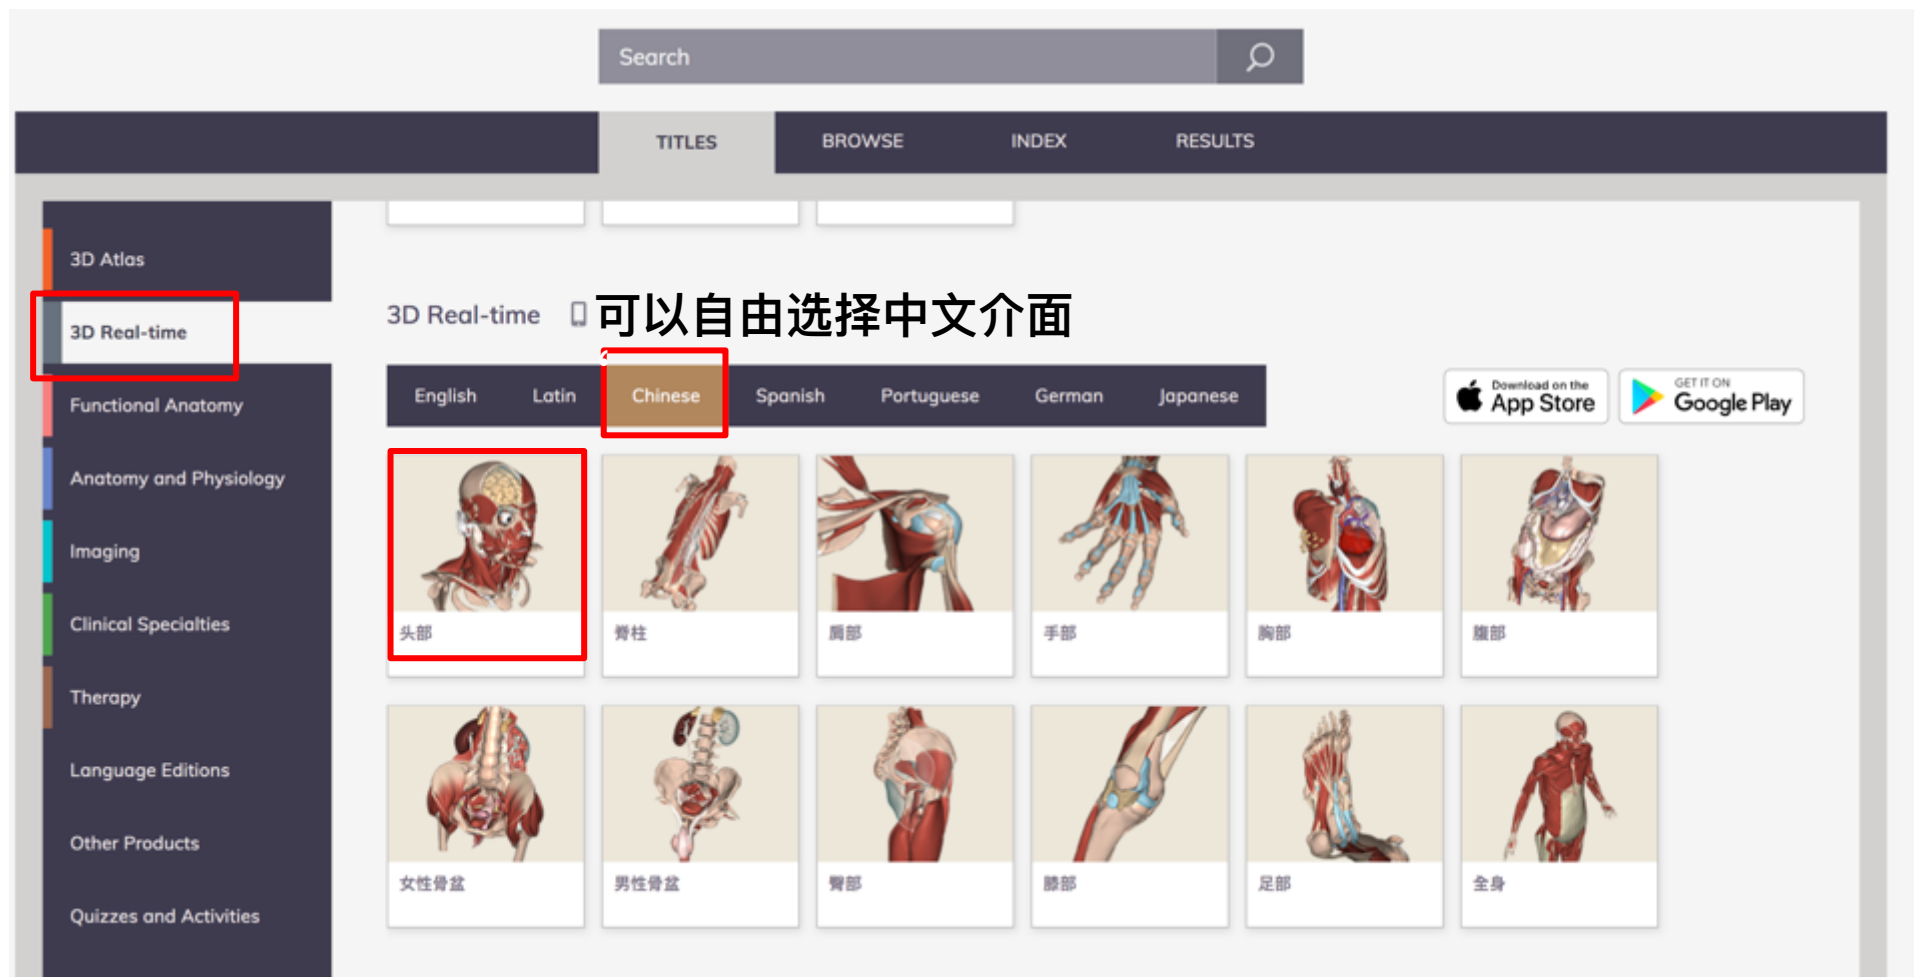 Search
TITLES BROWSE INDEX RESULTS
3D Atlas
3D Real-time
Functional Anatomy
Anatomy and Physiology
Imaging
Clinical Specialties
Therapy
Language Editions
Other Products
Quizzes and Activities
3D Real-time 可以自由选择中文介面
English Latin Chinese Spanish Portuguese German Japanese
Download on the
App Store
GET IT ON
Google Play
头部 脊柱 肩部 手部 胸部 腹部
女性骨盆 男性骨盆 臀部 膝部 足部 全身